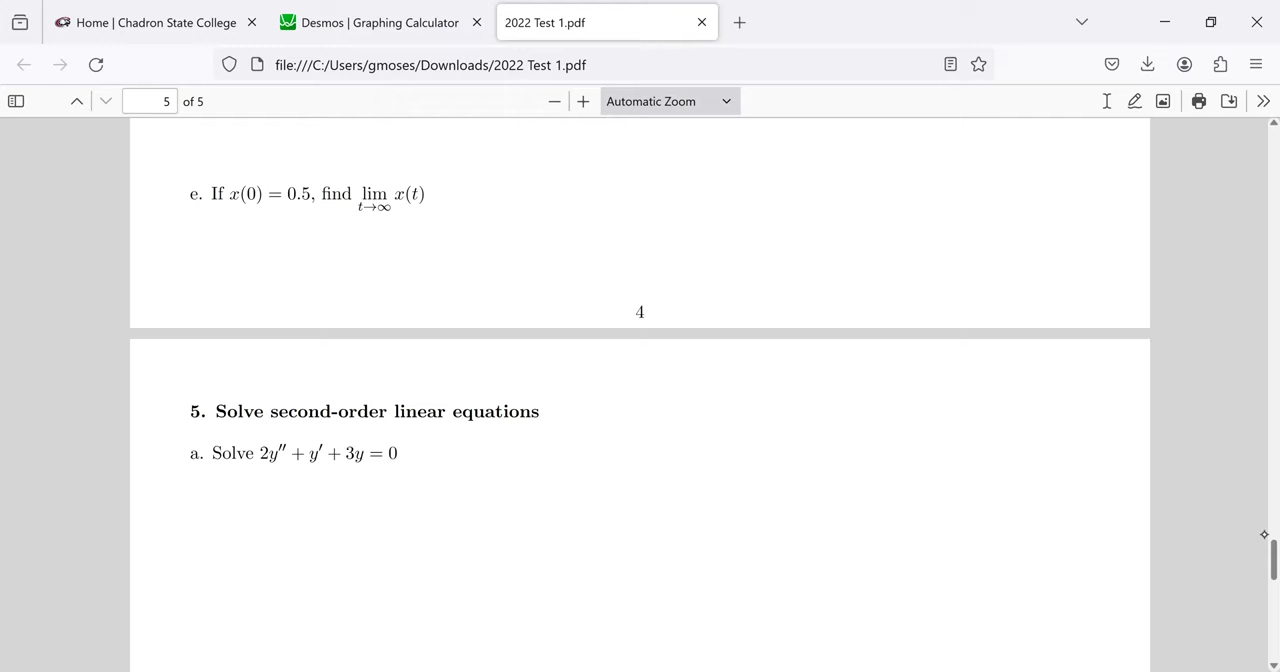 Home | Chadron State College
Desmos | Graphing Calculator
2022 Test 1.pdf
file:///C:/Users/gmoses/Downloads/2022 Test 1.pdf
5 of 5
Automatic Zoom
e. If x(0) = 0.5, find lim x(t)
t→∞
4
5. Solve second-order linear equations
a. Solve 2y″ + y′ + 3y = 0